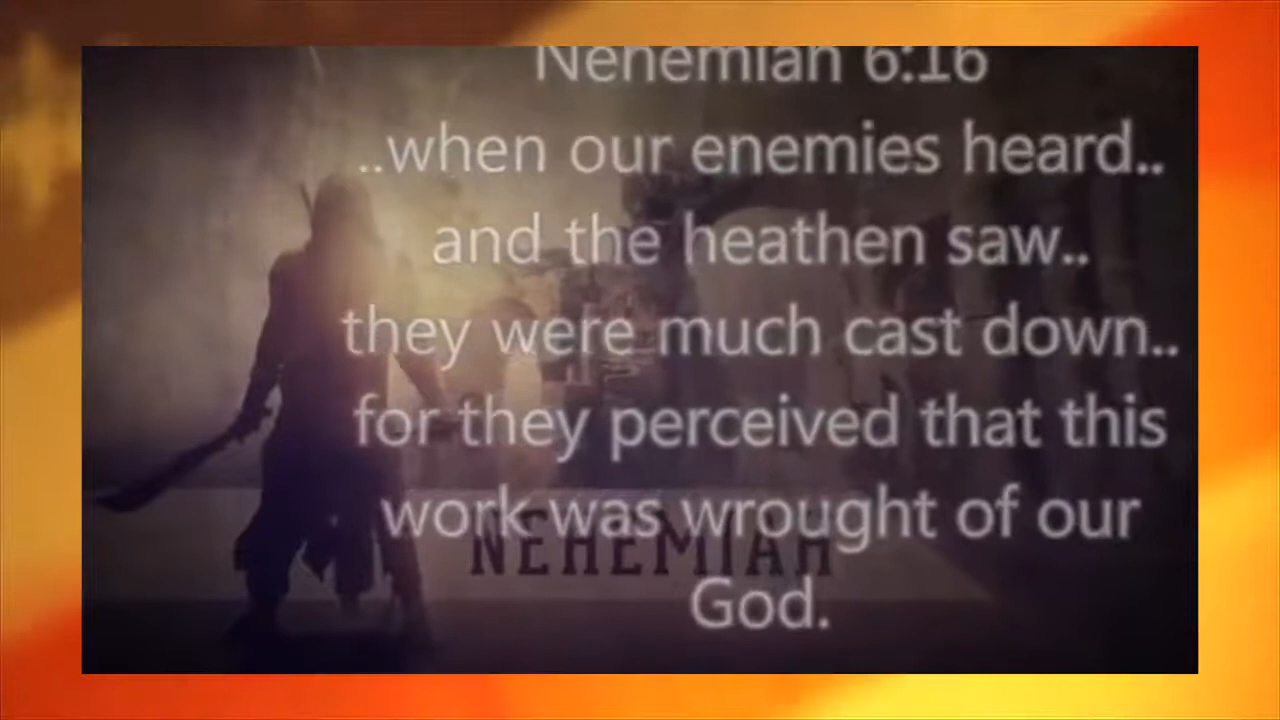 Nehemiah 6:16
..when our enemies heard..
and the heathen saw..
they were much cast down..
for they perceived that this
work was wrought of our
NEHEMIAH
God.